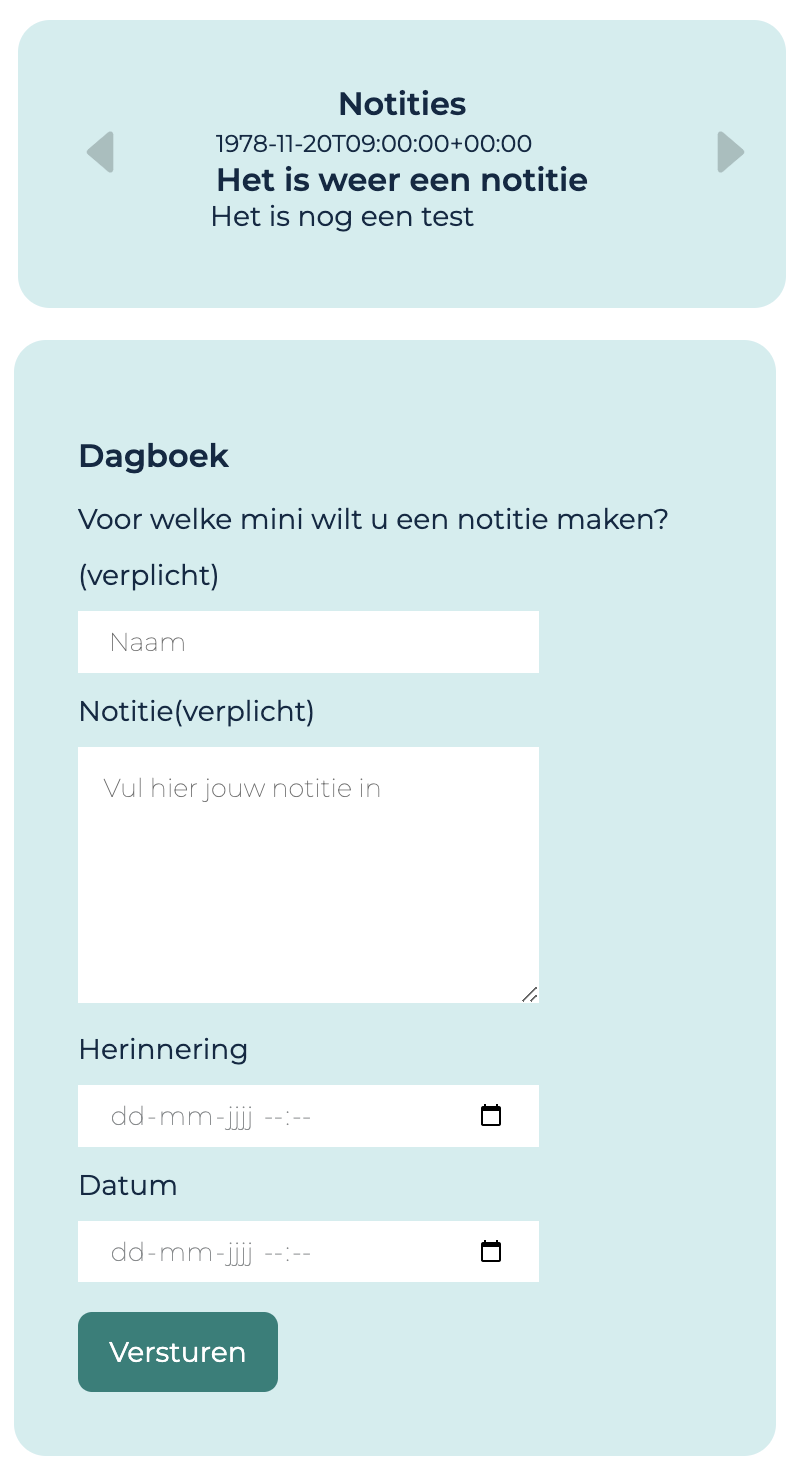 Notities
1978-11-20T09:00:00+00:00
Het is weer een notitie
Het is nog een test
Dagboek
Voor welke mini wilt u een notitie maken?
(verplicht)
Naam
Notitie(verplicht)
Vul hier jouw notitie in
Herinnering
dd-mm-jjjj --:--
Datum
dd-mm-jjjj --:--
Versturen